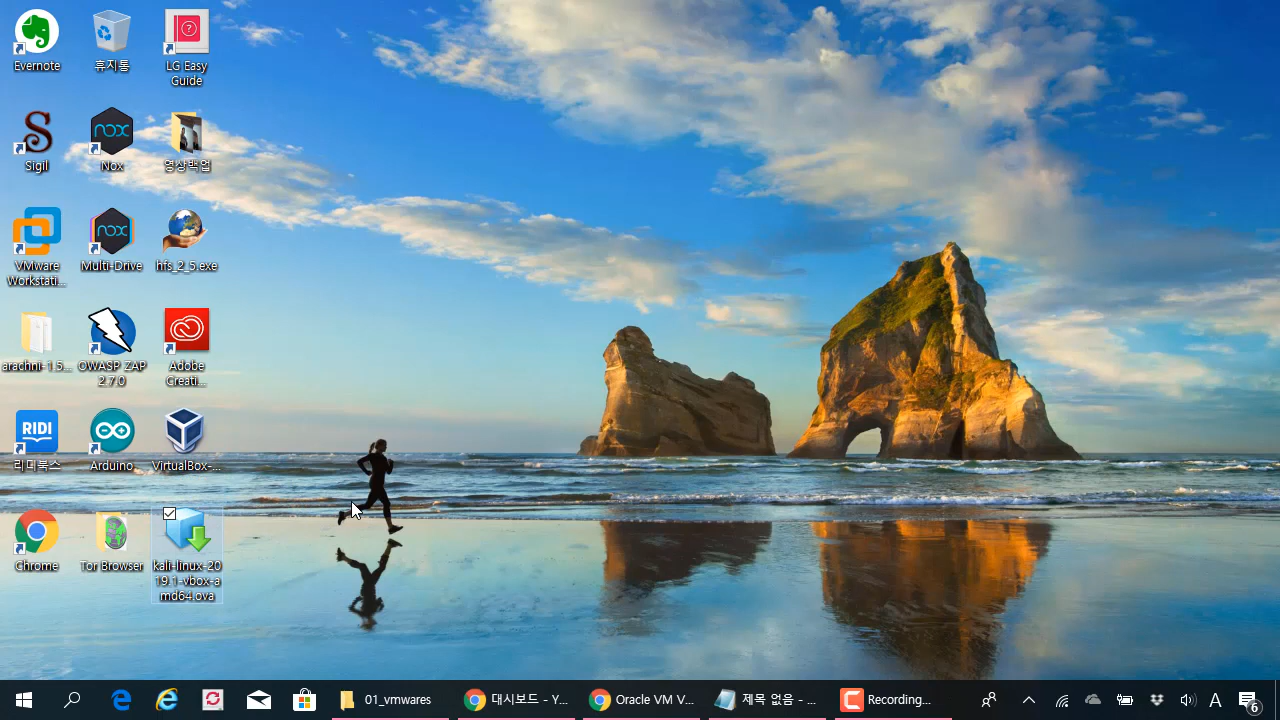 Evernote
휴지통
LG Easy
Guide
Sigil
Nox
영상백업
VMware
Workstati...
Multi-Drive
hfs_2_5.exe
arachni-1.5...
OWASP ZAP
2.7.0
Adobe
Creati...
RIDI
BOOKS
리디북스
Arduino
VirtualBox-...
Chrome
Tor Browser
kali-linux-20
19.1-vbox-a
md64.ova
01_vmwares
대시보드 - Y...
Oracle VM V...
제목 없음 - ...
Recording...
A
6